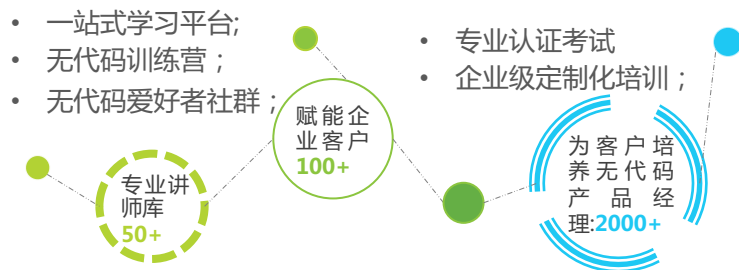 • 一站式学习平台;
• 无代码训练营；
• 无代码爱好者社群；
• 专业认证考试
• 企业级定制化培训；
赋能企
业客户
100+
专业讲
师库
50+
为客户培
养无代码
产品经
理:2000+